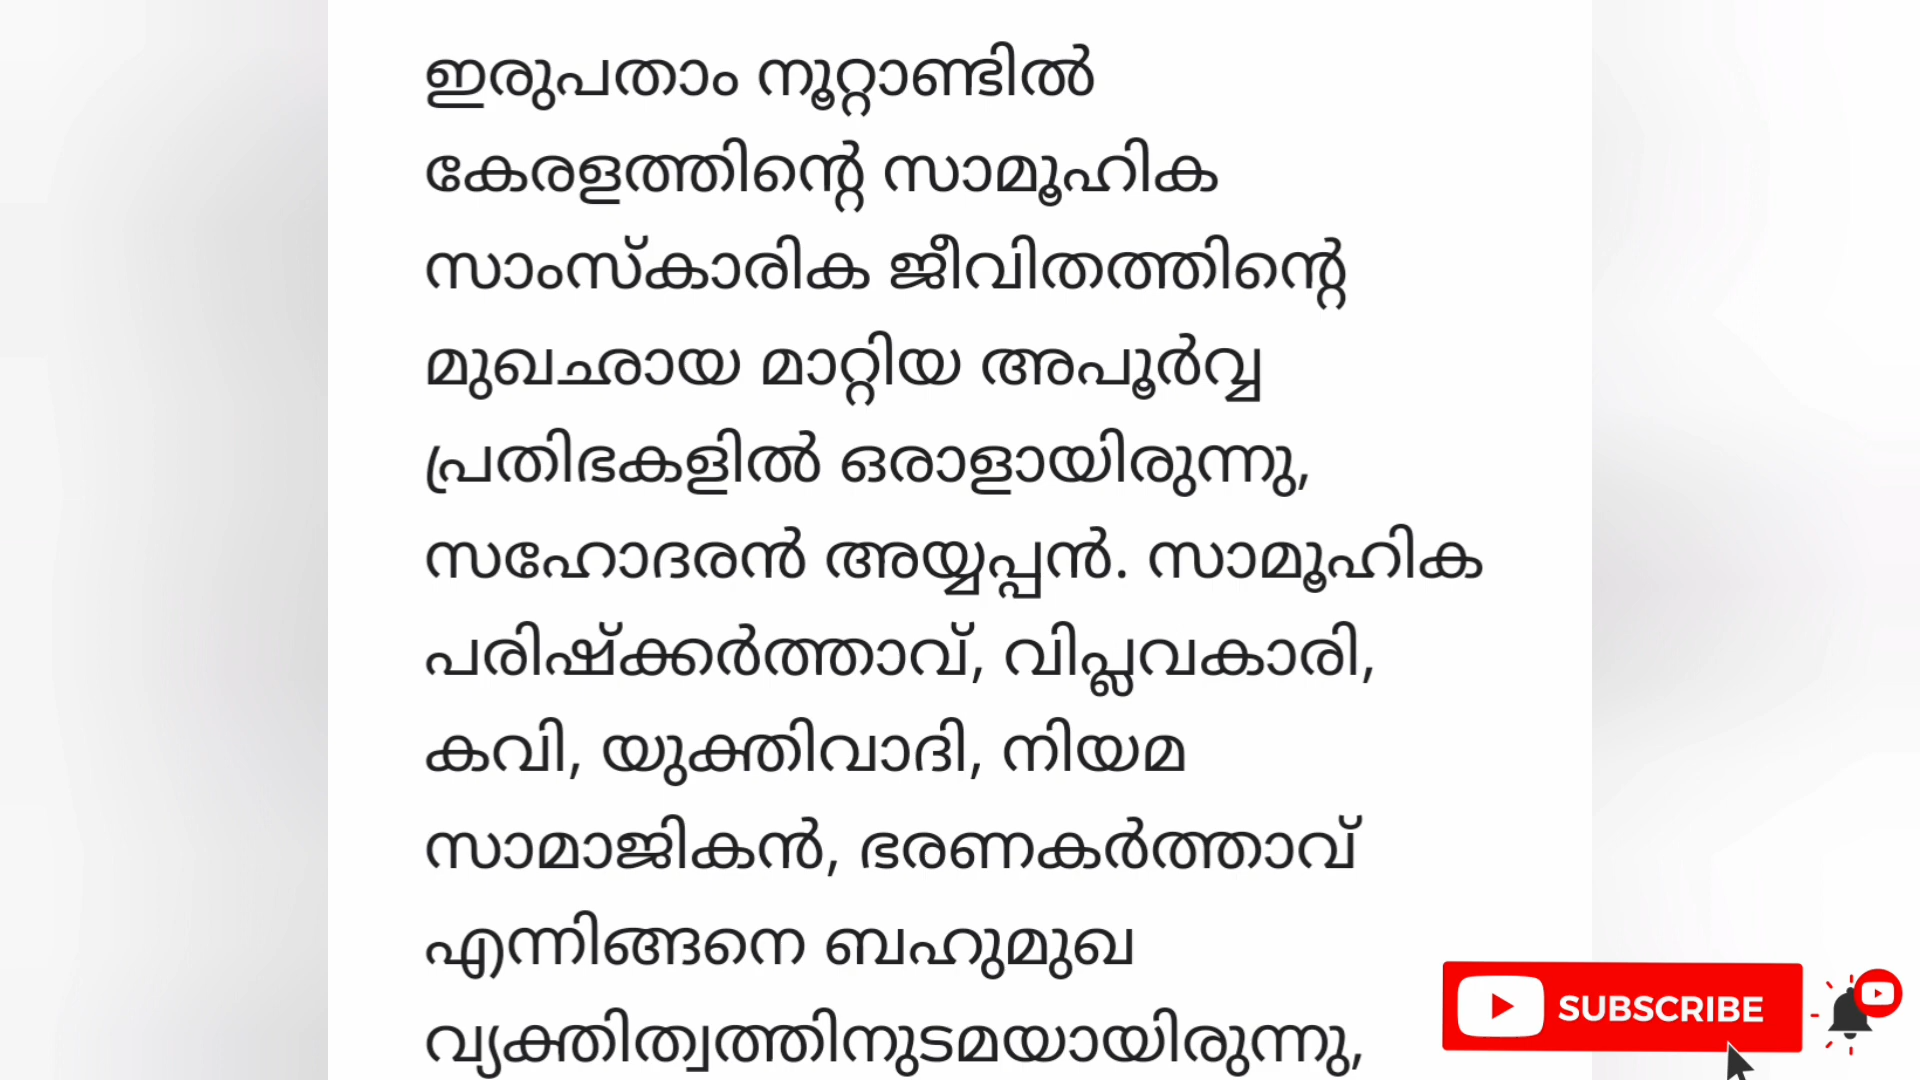 ഇരുപതാം നൂറ്റാണ്ടിൽ
കേരളത്തിന്റെ സാമൂഹിക
സാംസ്കാരിക ജീവിതത്തിന്റെ
മുഖഛായ മാറ്റിയ അപൂർവ്വ
പ്രതിഭകളിൽ ഒരാളായിരുന്നു,
സഹോദരൻ അയ്യപ്പൻ. സാമൂഹിക
പരിഷ്ക്കർത്താവ്, വിപ്ലവകാരി,
കവി, യുക്തിവാദി, നിയമ
സാമാജികൻ, ഭരണകർത്താവ്
എന്നിങ്ങനെ ബഹുമുഖ
വ്യക്തിത്വത്തിനുടമയായിരുന്നു,
SUBSCRIBE